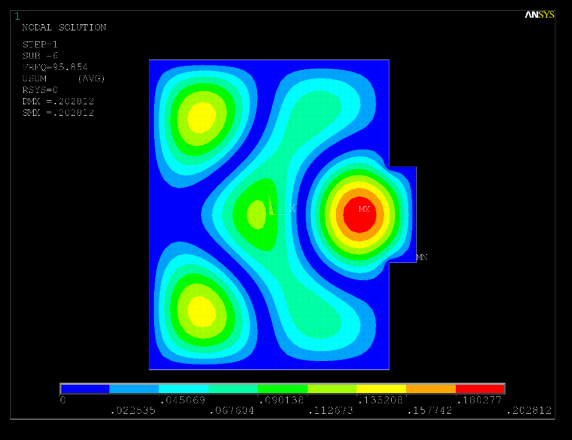 1
ANSYS
NODAL SOLUTION
STEP=1
SUB =6
FREQ=95.854
USUM (AVG)
RSYS=0
DMX =.202812
SMX =.202812
MX
X
MN
0 .045069 .090138 .135208 .180277
.022535 .067604 .112673 .157742 .202812